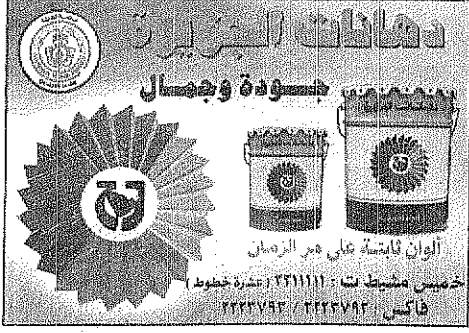 دهانات الجزيرة
جودة وجمال
ألوان ثابتة على مر الزمان
خميس مشيط ت : ٢٢١١١١١ ( عشرة خطوط )
فاكس : ٢٢٢٣٧٩٢ / ٢٢٢٣٧٩٣